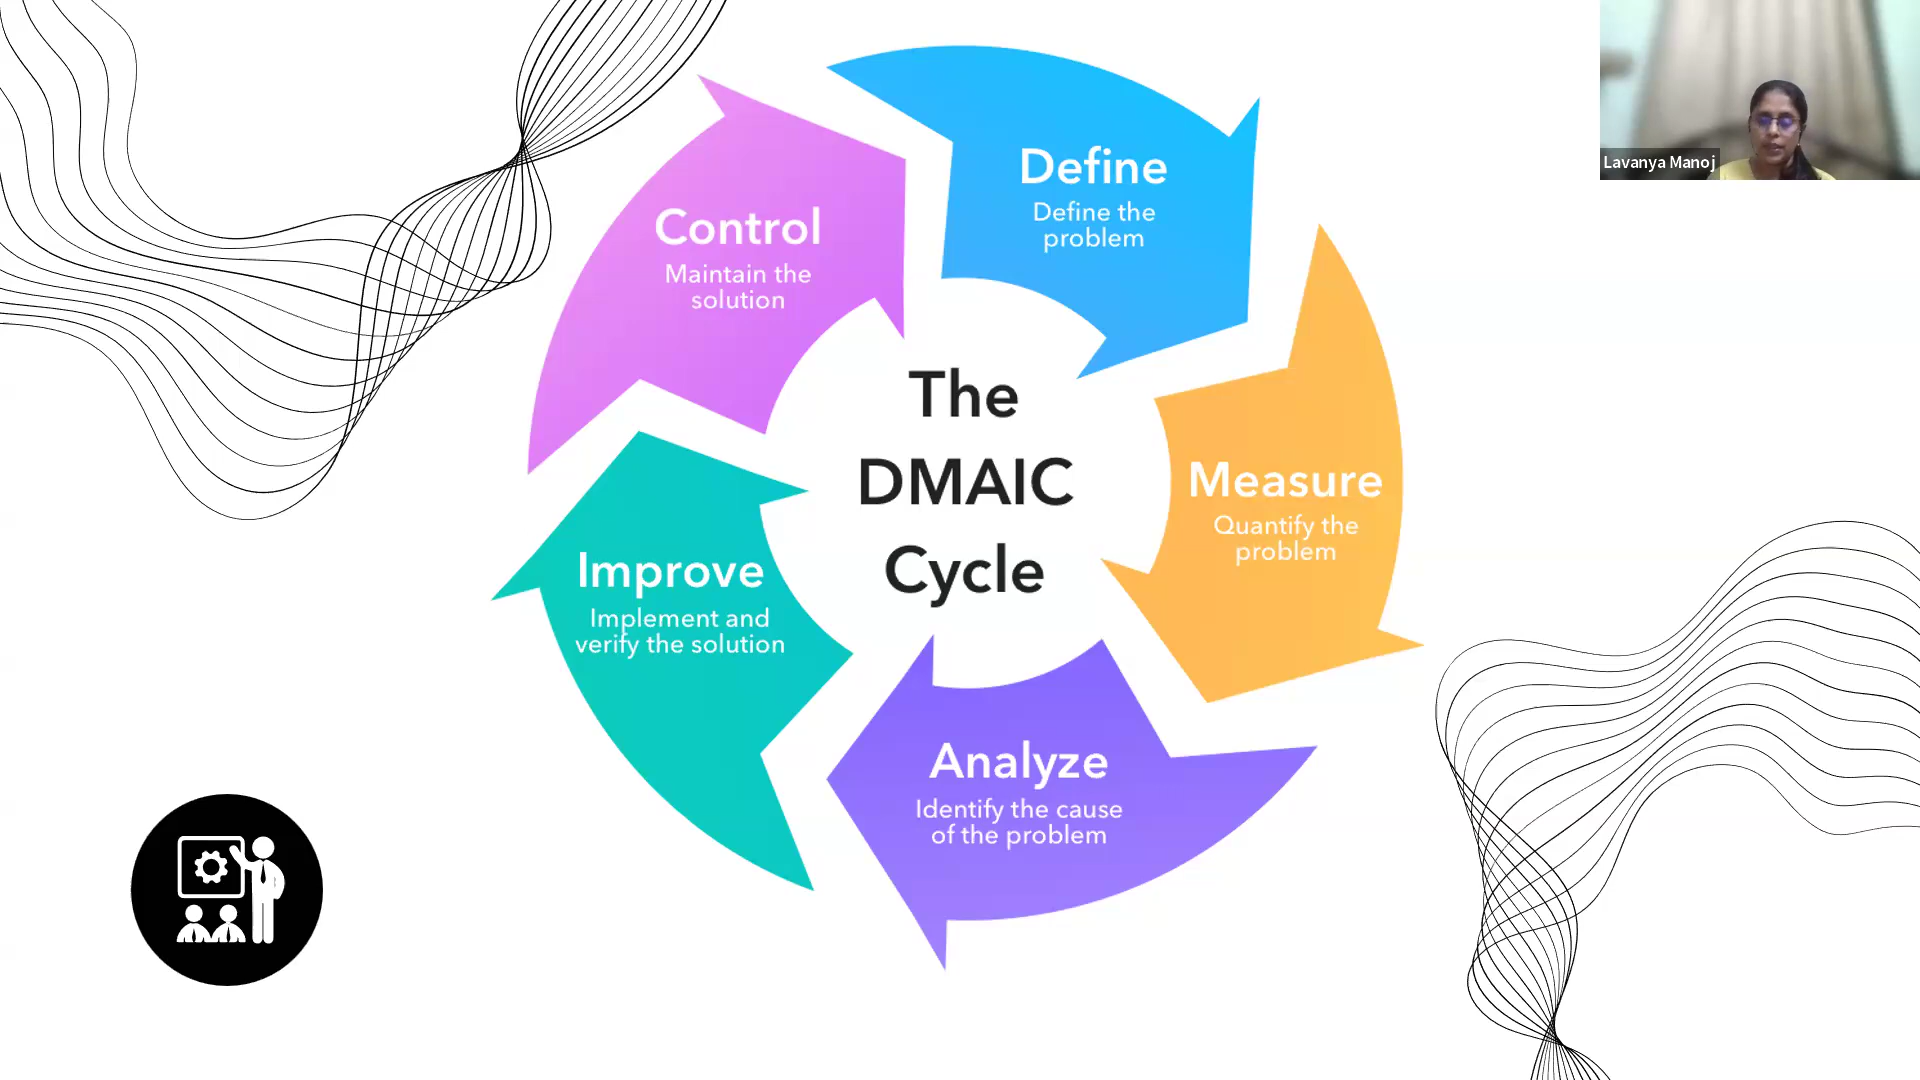 The
DMAIC
Cycle
Define
Define the
problem
Measure
Quantify the
problem
Analyze
Identify the cause
of the problem
Improve
Implement and
verify the solution
Control
Maintain the
solution
Lavanya Manoj